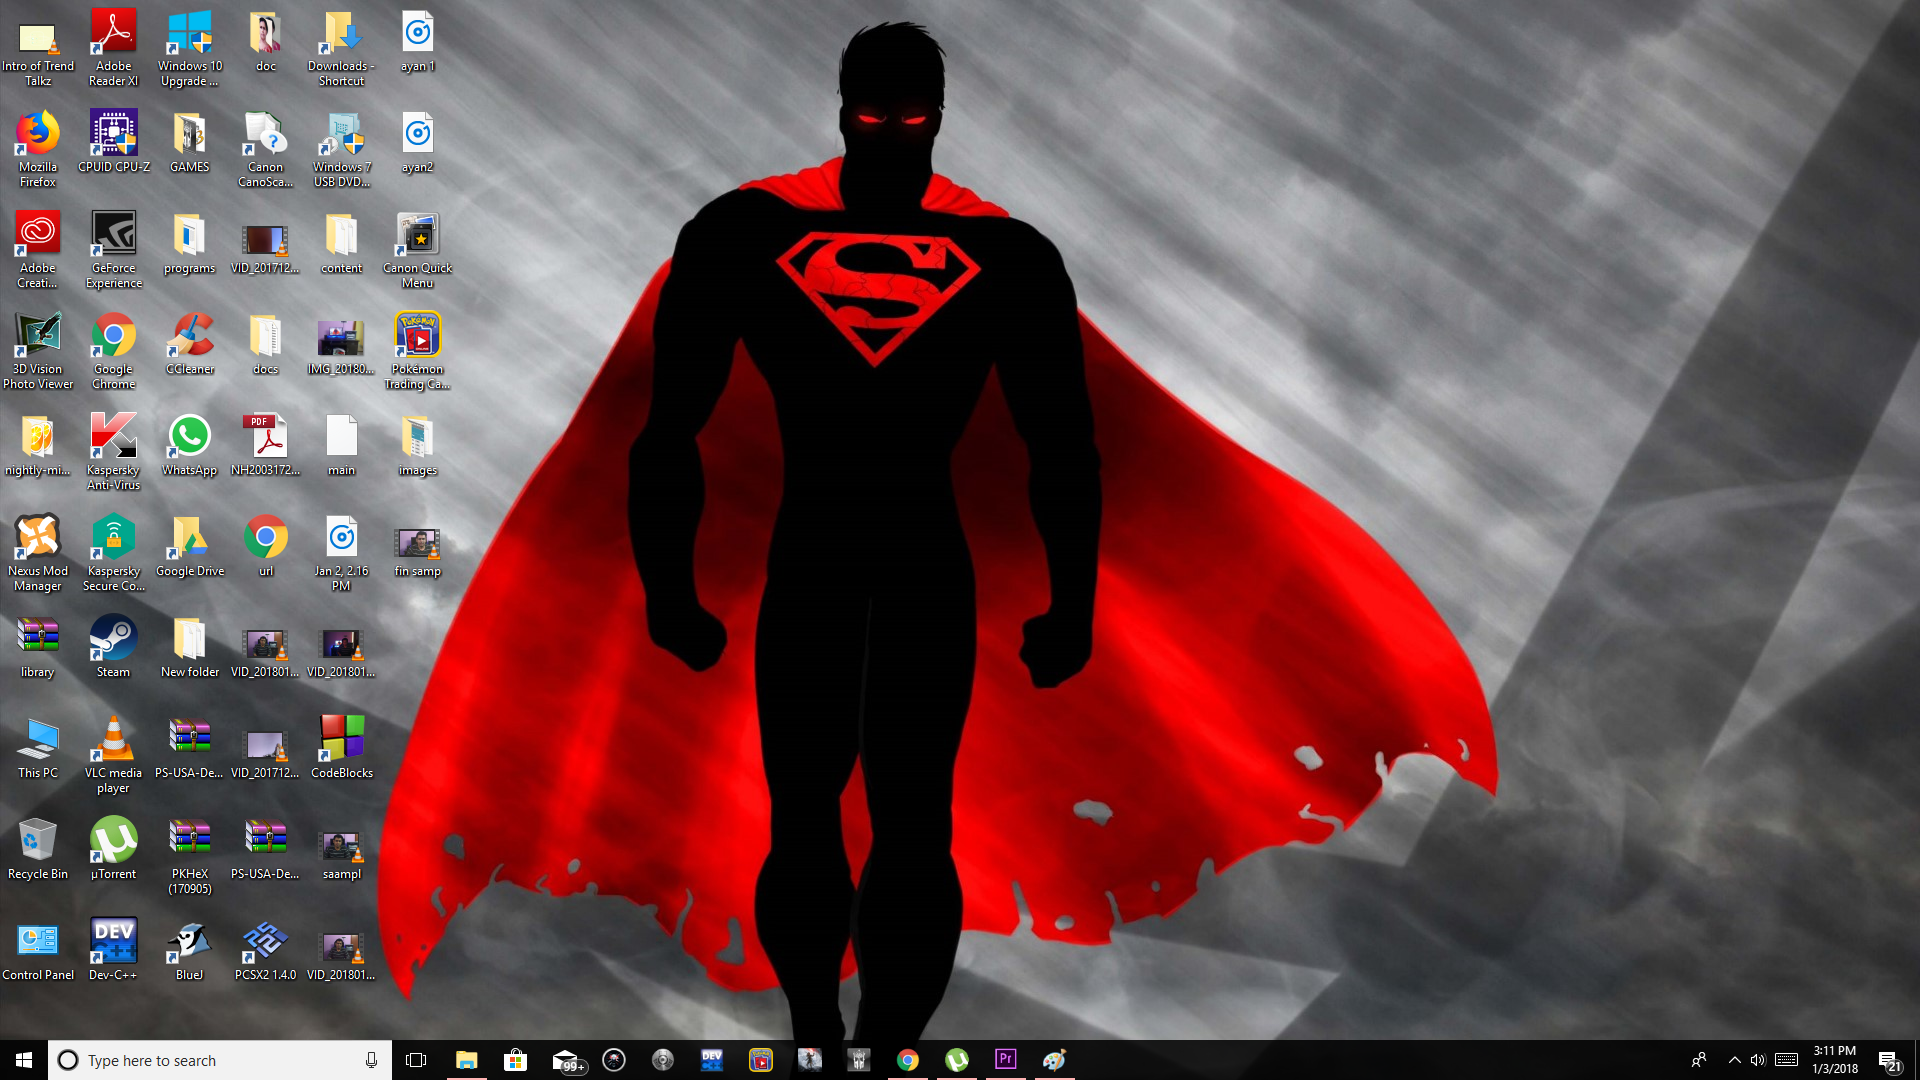 Intro of Trend
Talkz
Adobe
Reader XI
Windows 10
Upgrade ...
doc
Downloads -
Shortcut
ayan 1
Mozilla
Firefox
CPUID CPU-Z
GAMES
Canon
CanoSca...
Windows 7
USB DVD...
ayan2
Adobe
Creati...
GeForce
Experience
programs
VID_201712...
content
Canon Quick
Menu
3D Vision
Photo Viewer
Google
Chrome
CCleaner
docs
IMG_20180...
Pokémon
Trading Ca...
nightly-mi...
Kaspersky
Anti-Virus
WhatsApp
PDF
NH2003172...
main
images
Nexus Mod
Manager
Kaspersky
Secure Co...
Google Drive
url
Jan 2, 2.16
PM
fin samp
library
Steam
New folder
VID_201801...
VID_201801...
This PC
VLC media
player
PS-USA-De...
VID_201712...
CodeBlocks
Recycle Bin
µTorrent
PKHeX
(170905)
PS-USA-De...
saampl
Control Panel
DEV
C++
Dev-C++
BlueJ
PCSX2 1.4.0
VID_201801...
S
Type here to search
99+
DEV
Pr
3:11 PM
1/3/2018
21